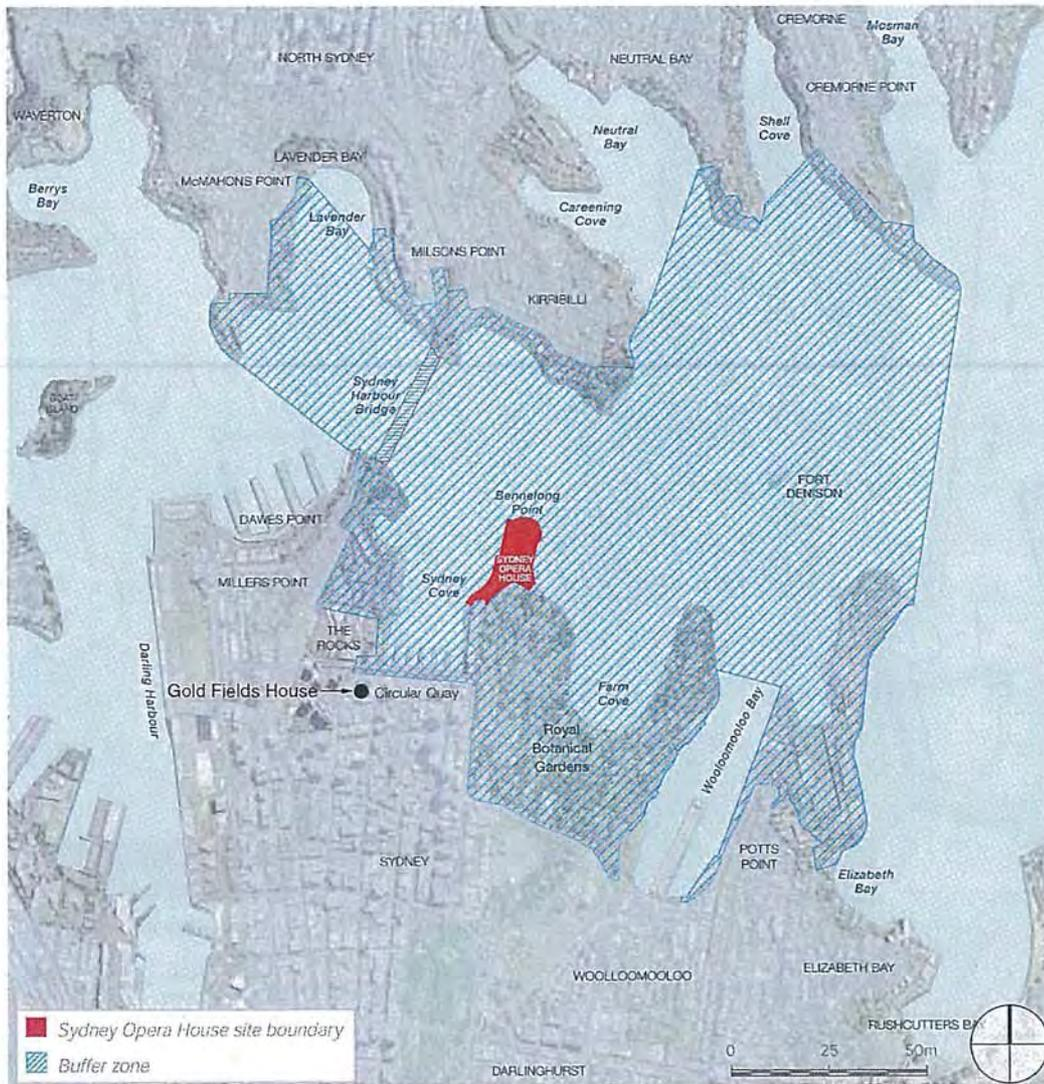 CREMORNE
Mosman
Bay
NORTH SYDNEY
NEUTRAL BAY
CREMORNE POINT
WAVERTON
Neutral
Bay
Shell
Cove
LAVENDER BAY
McMAHONS POINT
Berrys
Bay
Lavender
Bay
Careening
Cove
MILSONS POINT
KIRRIBILLI
Sydney
Harbour
Bridge
GOAT
ISLAND
FORT
DENISON
Bennelong
Point
DAWES POINT
SYDNEY
OPERA
HOUSE
MILLERS POINT
Sydney
Cove
THE
ROCKS
Darling Harbour
Gold Fields House
Circular Quay
Farm
Cove
Royal
Botanical
Gardens
Wooloomooloo Bay
SYDNEY
POTTS
POINT
Elizabeth
Bay
WOOLLOOMOOLOO
ELIZABETH BAY
Sydney Opera House site boundary
Buffer zone
RUSHCUTTERS BAY
0 25 50m
DARLINGHURST